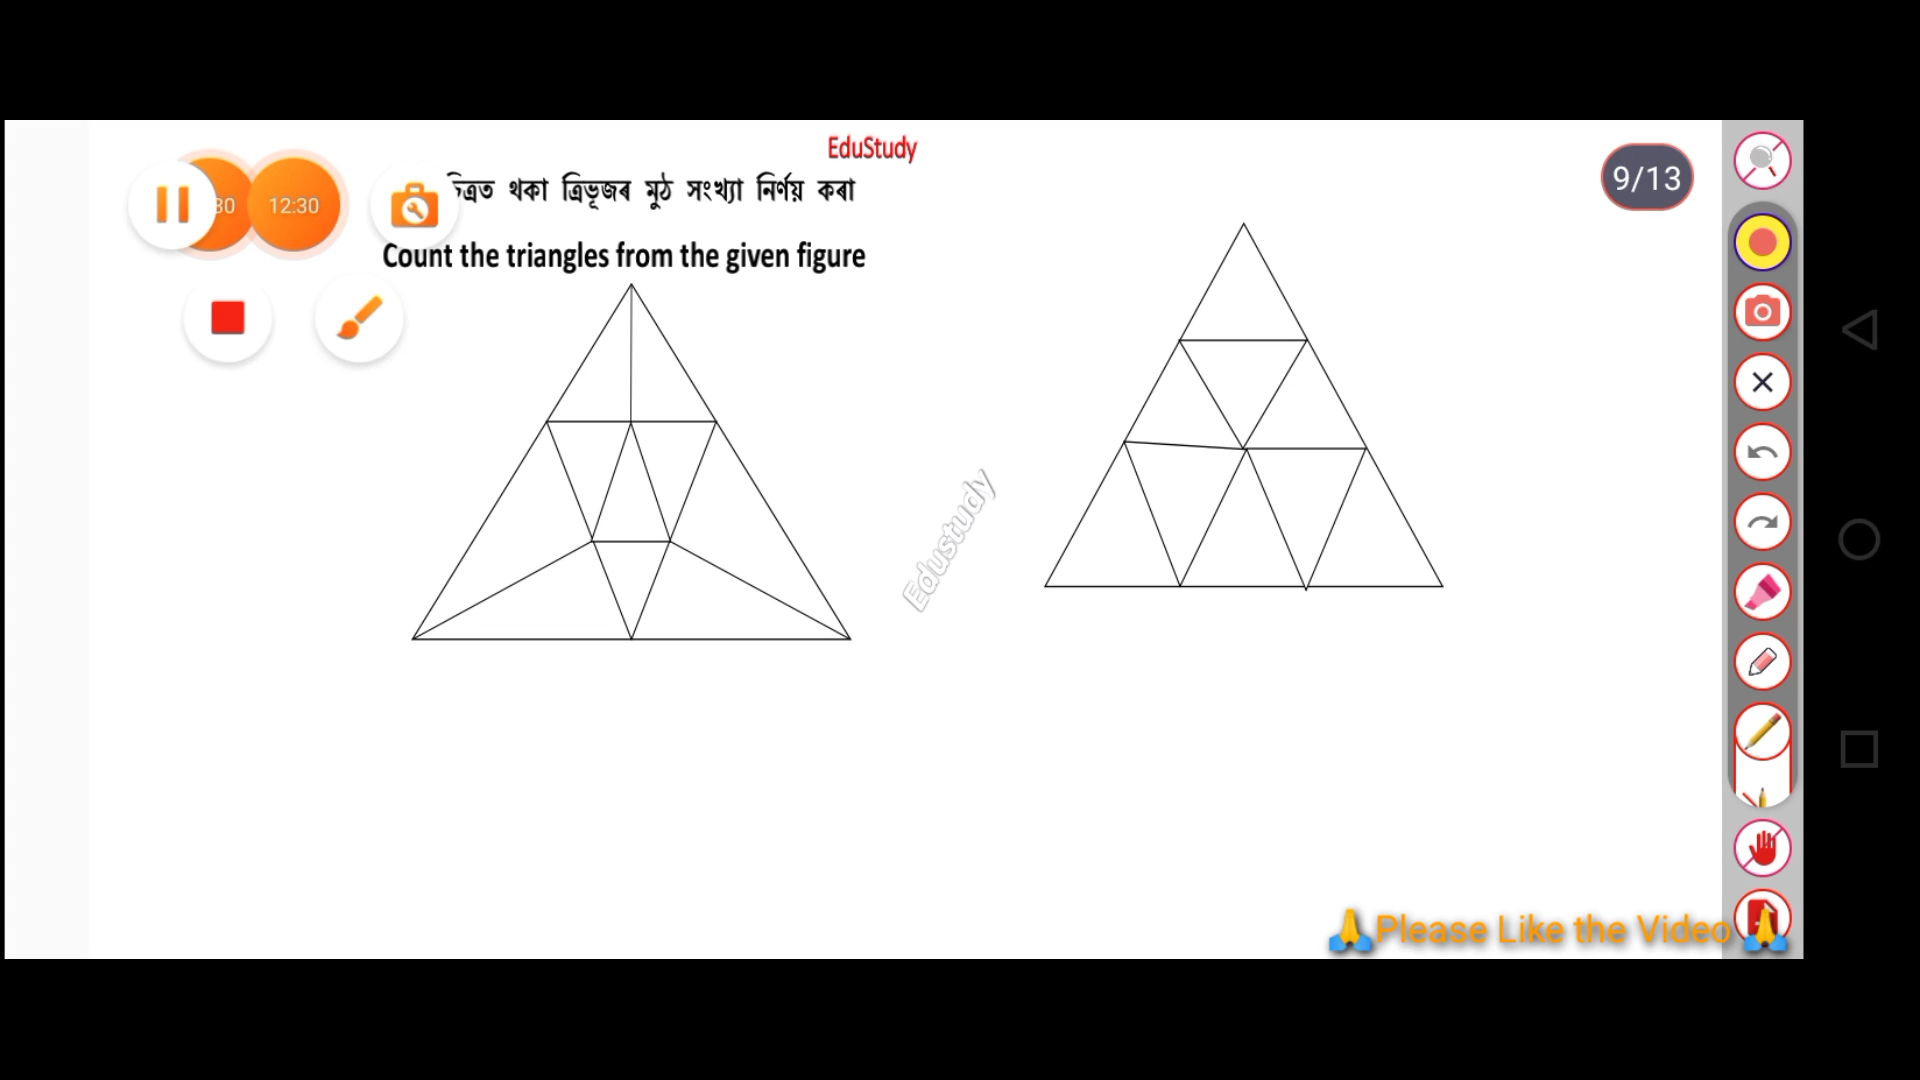 EduStudy
চিত্ৰত থকা ত্ৰিভূজৰ মুঠ সংখ্যা নিৰ্ণয় কৰা
9/13
30 12:30
Count the triangles from the given figure
Edustudy
🙏Please Like the Video🙏